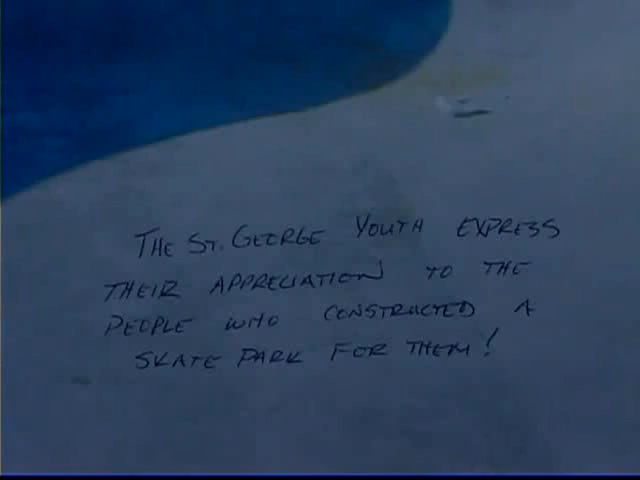 THE ST. GEORGE YOUTH EXPRESS
THEIR APPRECIATION TO THE
PEOPLE WHO CONSTRUCTED A
SKATE PARK FOR THEM!